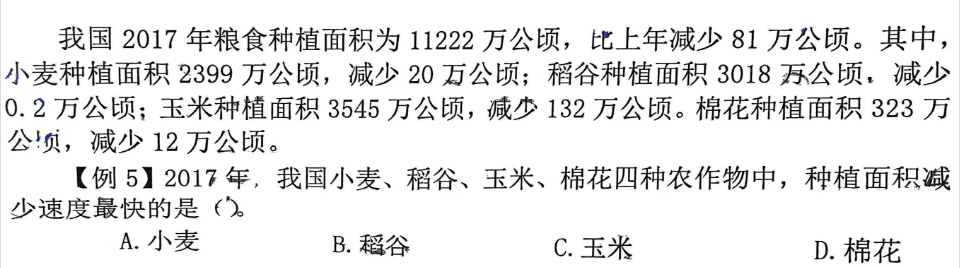 我国 2017 年粮食种植面积为 11222 万公顷，比上年减少 81 万公顷。其中，
小麦种植面积 2399 万公顷，减少 20 万公顷；稻谷种植面积 3018 万公顷，减少
0.2 万公顷；玉米种植面积 3545 万公顷，减少 132 万公顷。棉花种植面积 323 万
公顷，减少 12 万公顷。
【例 5】2017 年，我国小麦、稻谷、玉米、棉花四种农作物中，种植面积减
少速度最快的是（ ）。
A. 小麦 B. 稻谷 C. 玉米 D. 棉花